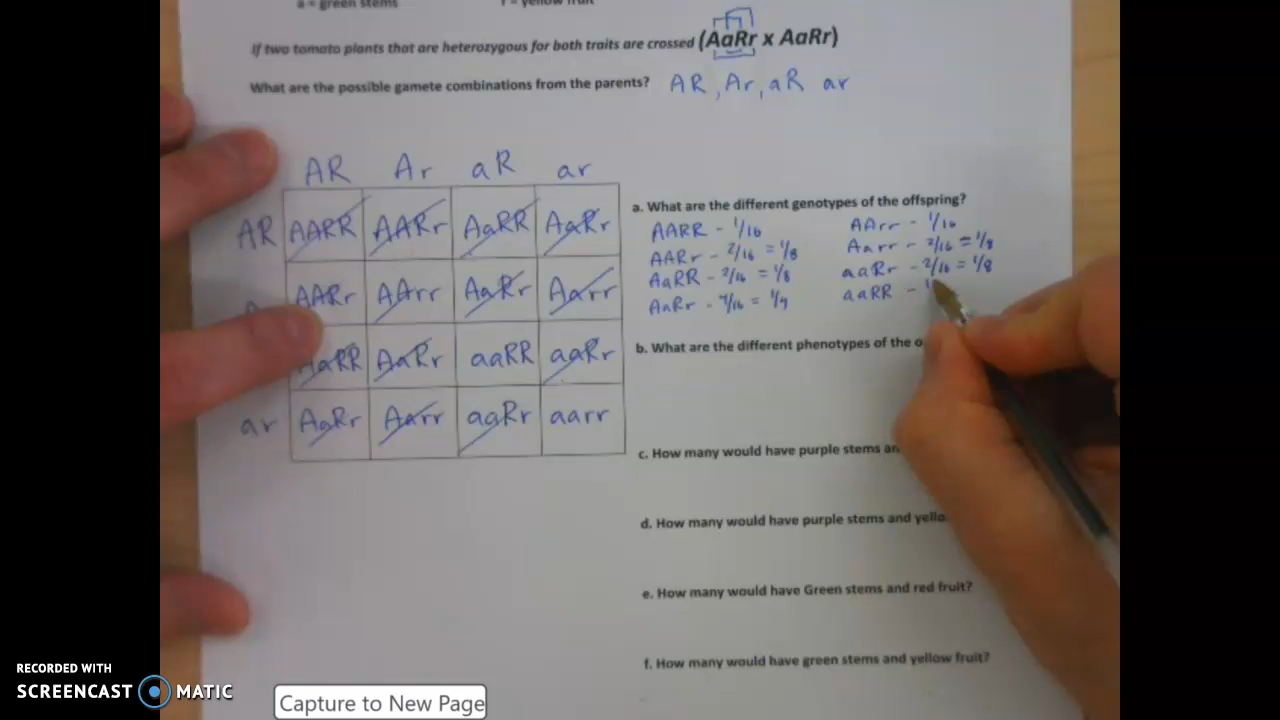 a = green stems
r = yellow fruit
If two tomato plants that are heterozygous for both traits are crossed (AaRr x AaRr)
What are the possible gamete combinations from the parents? AR, Ar, aR ar
AR Ar aR ar
AR AARR AARr AaRR AaRr
AARr AArr AaRr Aarr
AaRR AaRr aaRR aaRr
ar AaRr Aarr aaRr aarr
a. What are the different genotypes of the offspring?
AARR - 1/16
AARr - 2/16 = 1/8
AaRR - 2/16 = 1/8
AaRr - 4/16 = 1/4
AArr - 1/16
Aarr - 2/16 = 1/8
aaRr - 2/16 = 1/8
aaRR -
b. What are the different phenotypes of the
c. How many would have purple stems
d. How many would have purple stems and
e. How many would have Green stems and red fruit?
f. How many would have green stems and yellow fruit?
RECORDED WITH
SCREENCAST MATIC
Capture to New Page